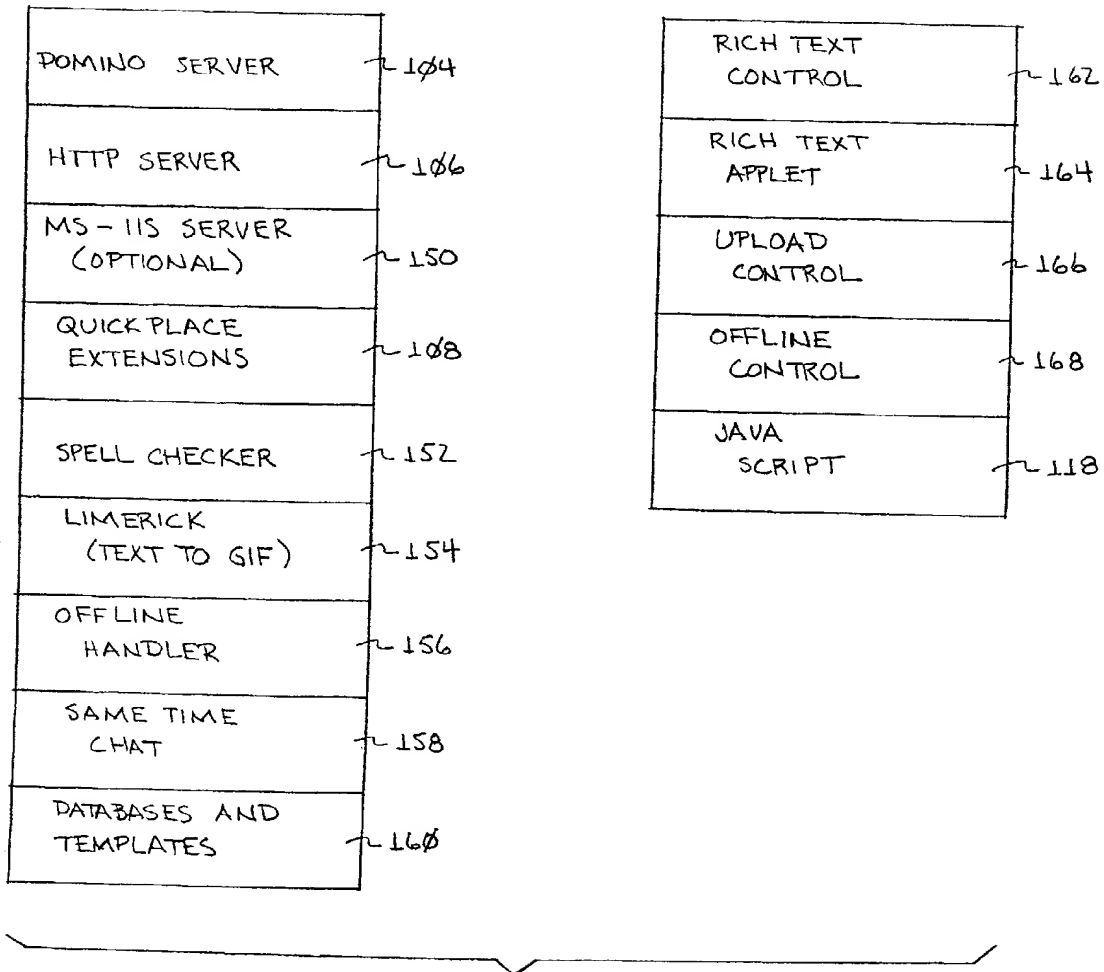 DOMINO SERVER
104
HTTP SERVER
106
MS-IIS SERVER
(OPTIONAL)
150
QUICKPLACE
EXTENSIONS
108
SPELL CHECKER
152
LIMERICK
(TEXT TO GIF)
154
OFFLINE
HANDLER
156
SAME TIME
CHAT
158
DATABASES AND
TEMPLATES
160
RICH TEXT
CONTROL
162
RICH TEXT
APPLET
164
UPLOAD
CONTROL
166
OFFLINE
CONTROL
168
JAVA
SCRIPT
118